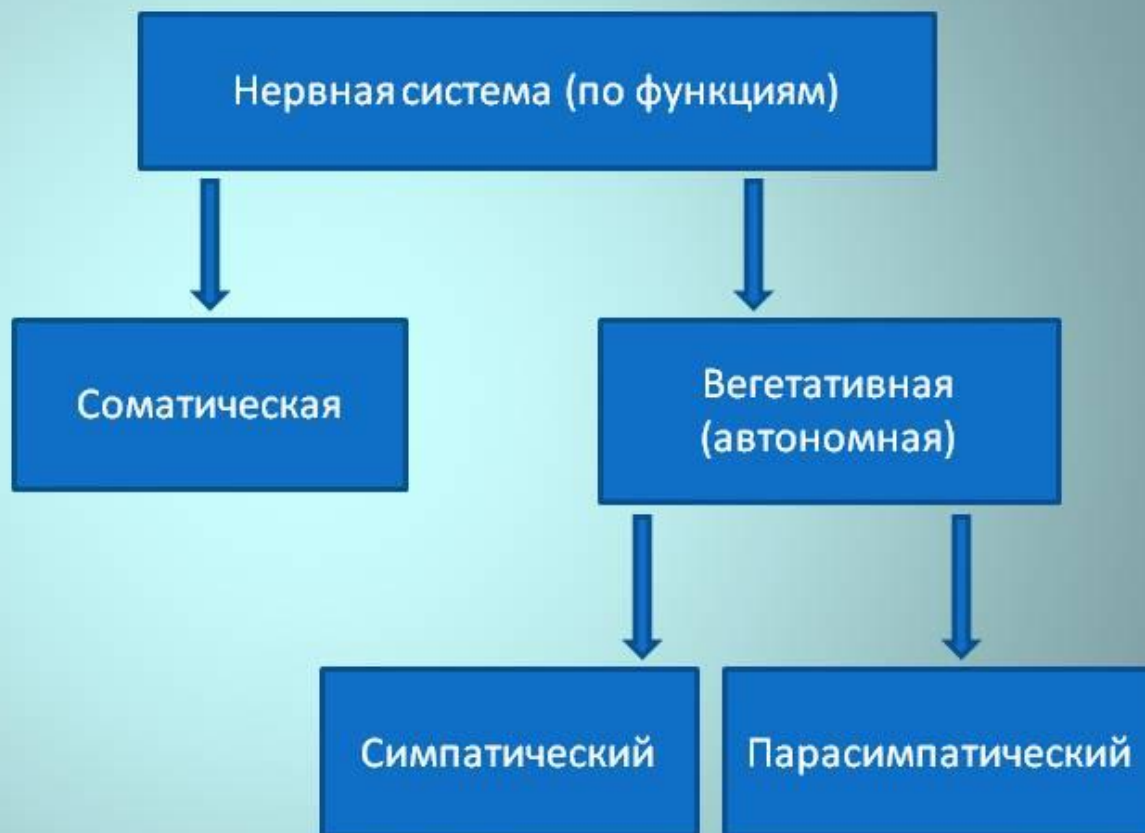 Нервная система (по функциям)
Соматическая
Вегетативная
(автономная)
Симпатический
Парасимпатический